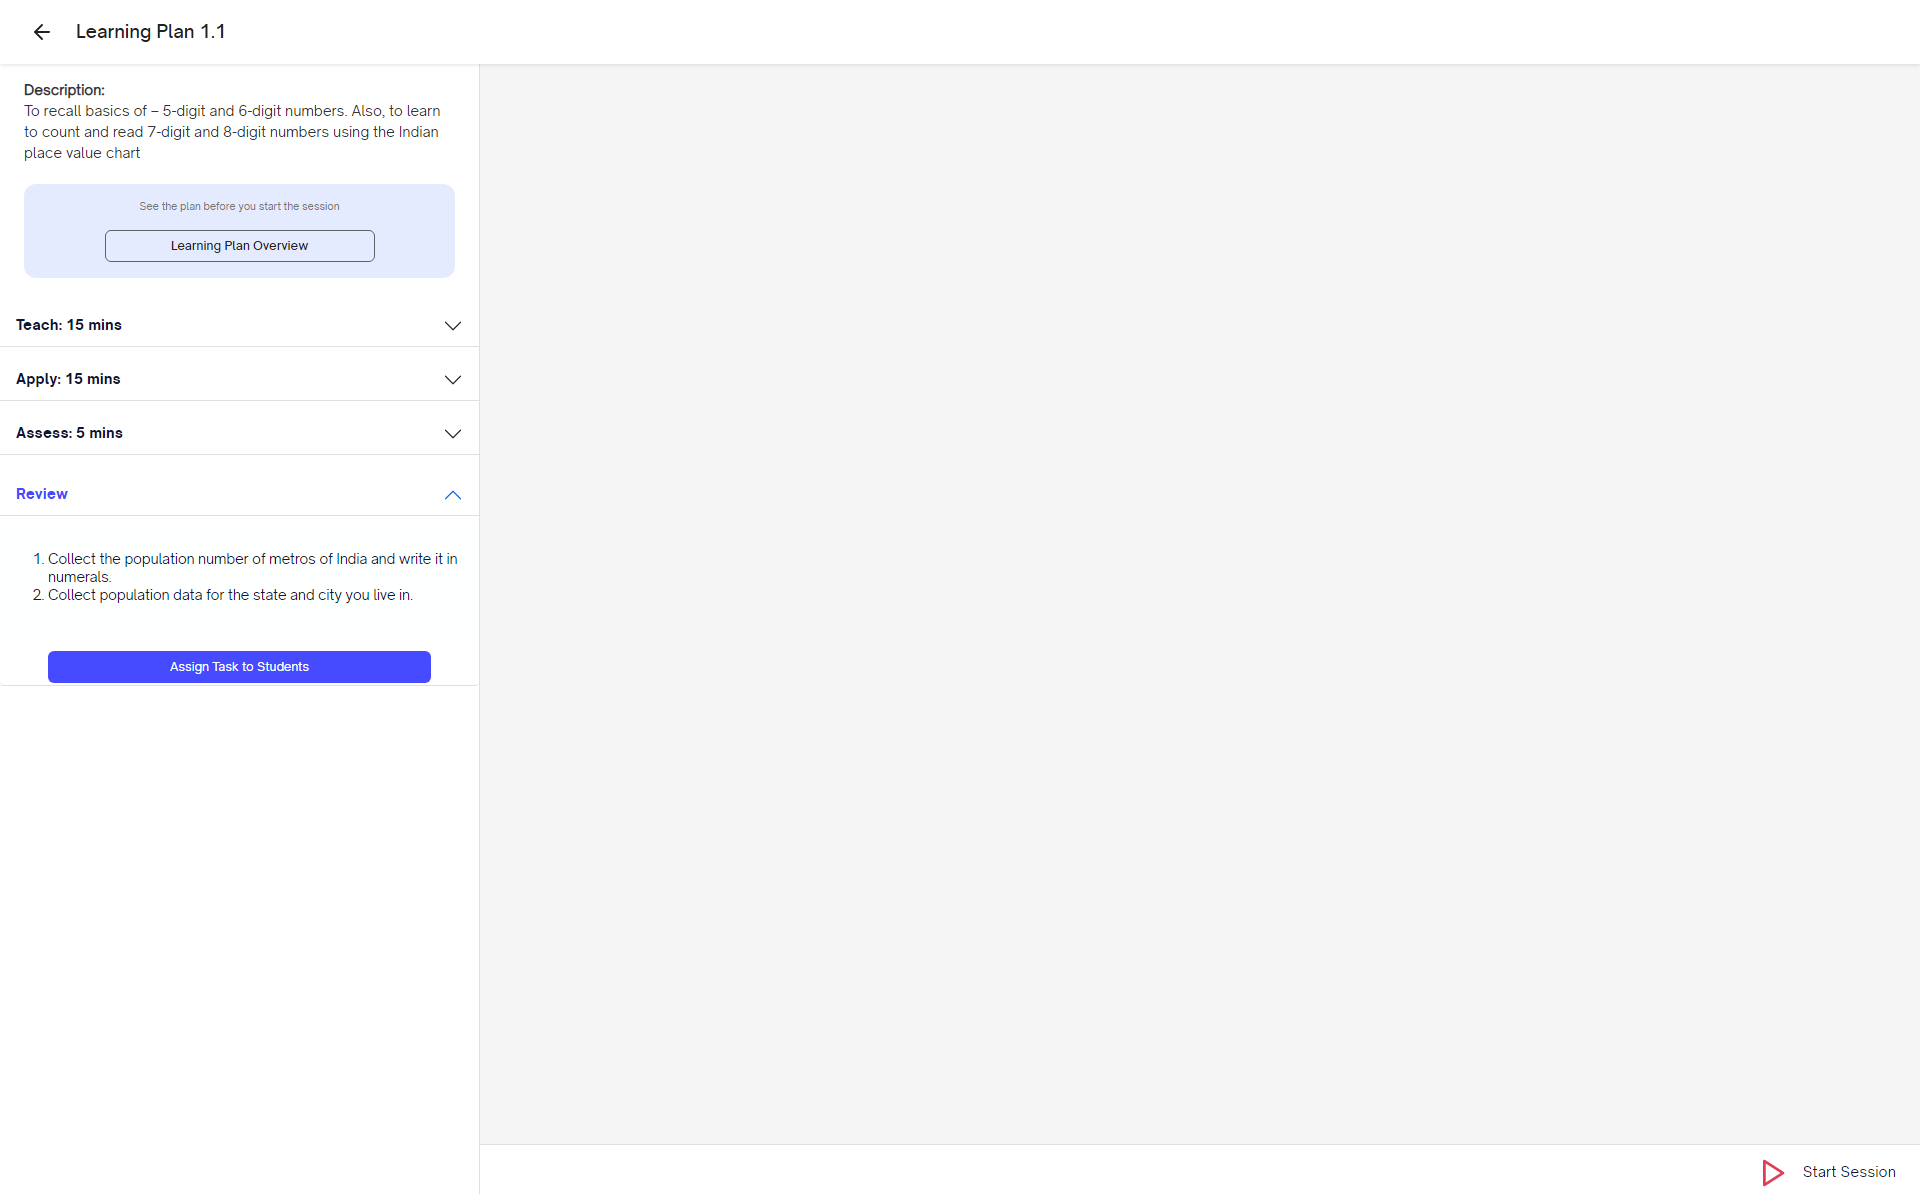 Learning Plan 1.1
Description:
To recall basics of – 5-digit and 6-digit numbers. Also, to learn
to count and read 7-digit and 8-digit numbers using the Indian
place value chart
See the plan before you start the session
Learning Plan Overview
Teach: 15 mins
Apply: 15 mins
Assess: 5 mins
Review
1. Collect the population number of metros of India and write it in
numerals.
2. Collect population data for the state and city you live in.
Assign Task to Students
Start Session